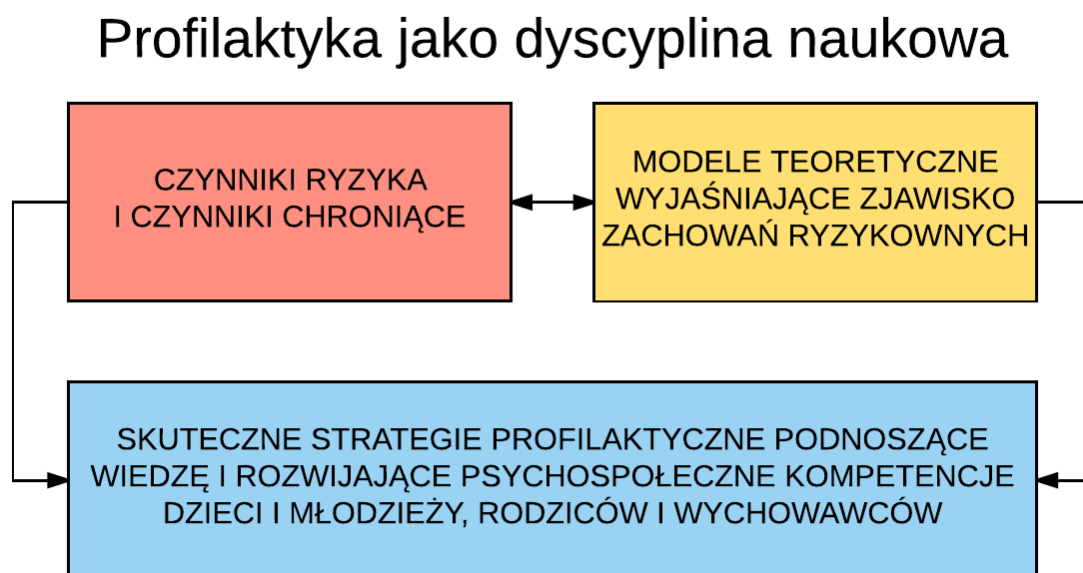 Profilaktyka jako dyscyplina naukowa
CZYNNIKI RYZYKA
I CZYNNIKI CHRONIĄCE
MODELE TEORETYCZNE
WYJAŚNIAJĄCE ZJAWISKO
ZACHOWAŃ RYZYKOWNYCH
SKUTECZNE STRATEGIE PROFILAKTYCZNE PODNOSZĄCE
WIEDZĘ I ROZWIJAJĄCE PSYCHOSPOŁECZNE KOMPETENCJE
DZIECI I MŁODZIEŻY, RODZICÓW I WYCHOWAWCÓW